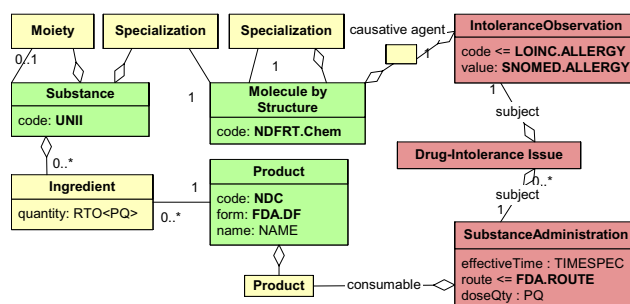 Moiety
Specialization
Specialization
causative agent
IntoleranceObservation
code <= LOINC.ALLERGY
value: SNOMED.ALLERGY
0..1
1
1
1
Substance
code: UNII
Molecule by
Structure
code: NDFRT.Chem
1
subject
Drug-Intolerance Issue
0..*
0..*
subject
1
Ingredient
quantity: RTO<PQ>
1
0..*
Product
code: NDC
form: FDA.DF
name: NAME
SubstanceAdministration
effectiveTime : TIMESPEC
route <= FDA.ROUTE
doseQty : PQ
Product
consumable